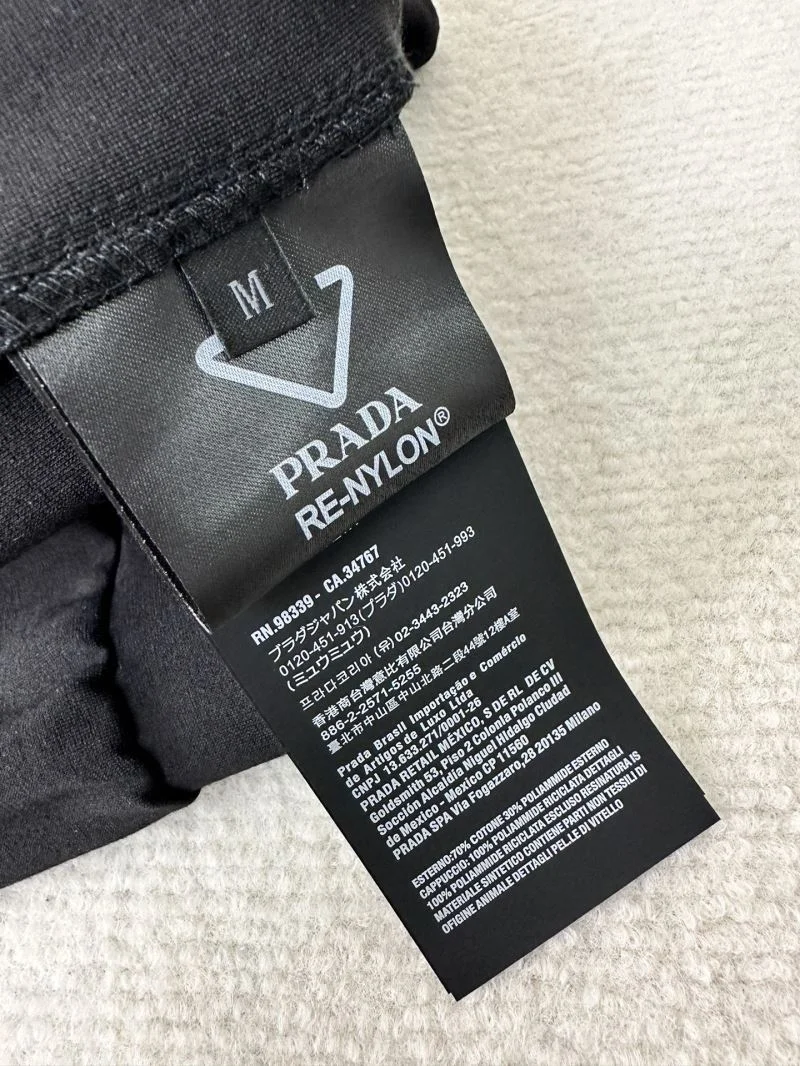 M
PRADA
RE-NYLON®
RN.98339 - CA.34767
プラダジャパン株式会社
0120-451-913(プラダ)0120-451-993
(ミュウミュウ)
프라다코리아 (유) 02-3443-2323
香港商台灣意比有限公司台灣分公司
886-2-2571-5255
臺北市中山區中山北路二段44號12樓A室
Prada Brasil Importação e Comércio
de Artigos de Luxo Ltda
CNPJ 13.633.271/0001-26
PRADA RETAIL MÉXICO, S DE RL. DE CV
Goldsmith 53, Piso 2 Colonia Polanco III
Socción Alcaldía Niguel Hidalgo Ciudad
de Mexico - Mexico CP 11560
PRADA SPA Via Fogazzaro,28 20135 Milano
ESTERNO:70% COTONE 30% POLIAMMIDE ESTERNO
CAPPUCCIO:100% POLIAMMIDE RICICLATA DETTAGLI
100% POLIAMMIDE RICICLATA ESCLUSO RESINATURA IS
MATERIALE SINTETICO CONTIENE PARTI NON TESSILI DI
OFIGINE ANIMALE DETTAGLI PELLE DI VITELLO